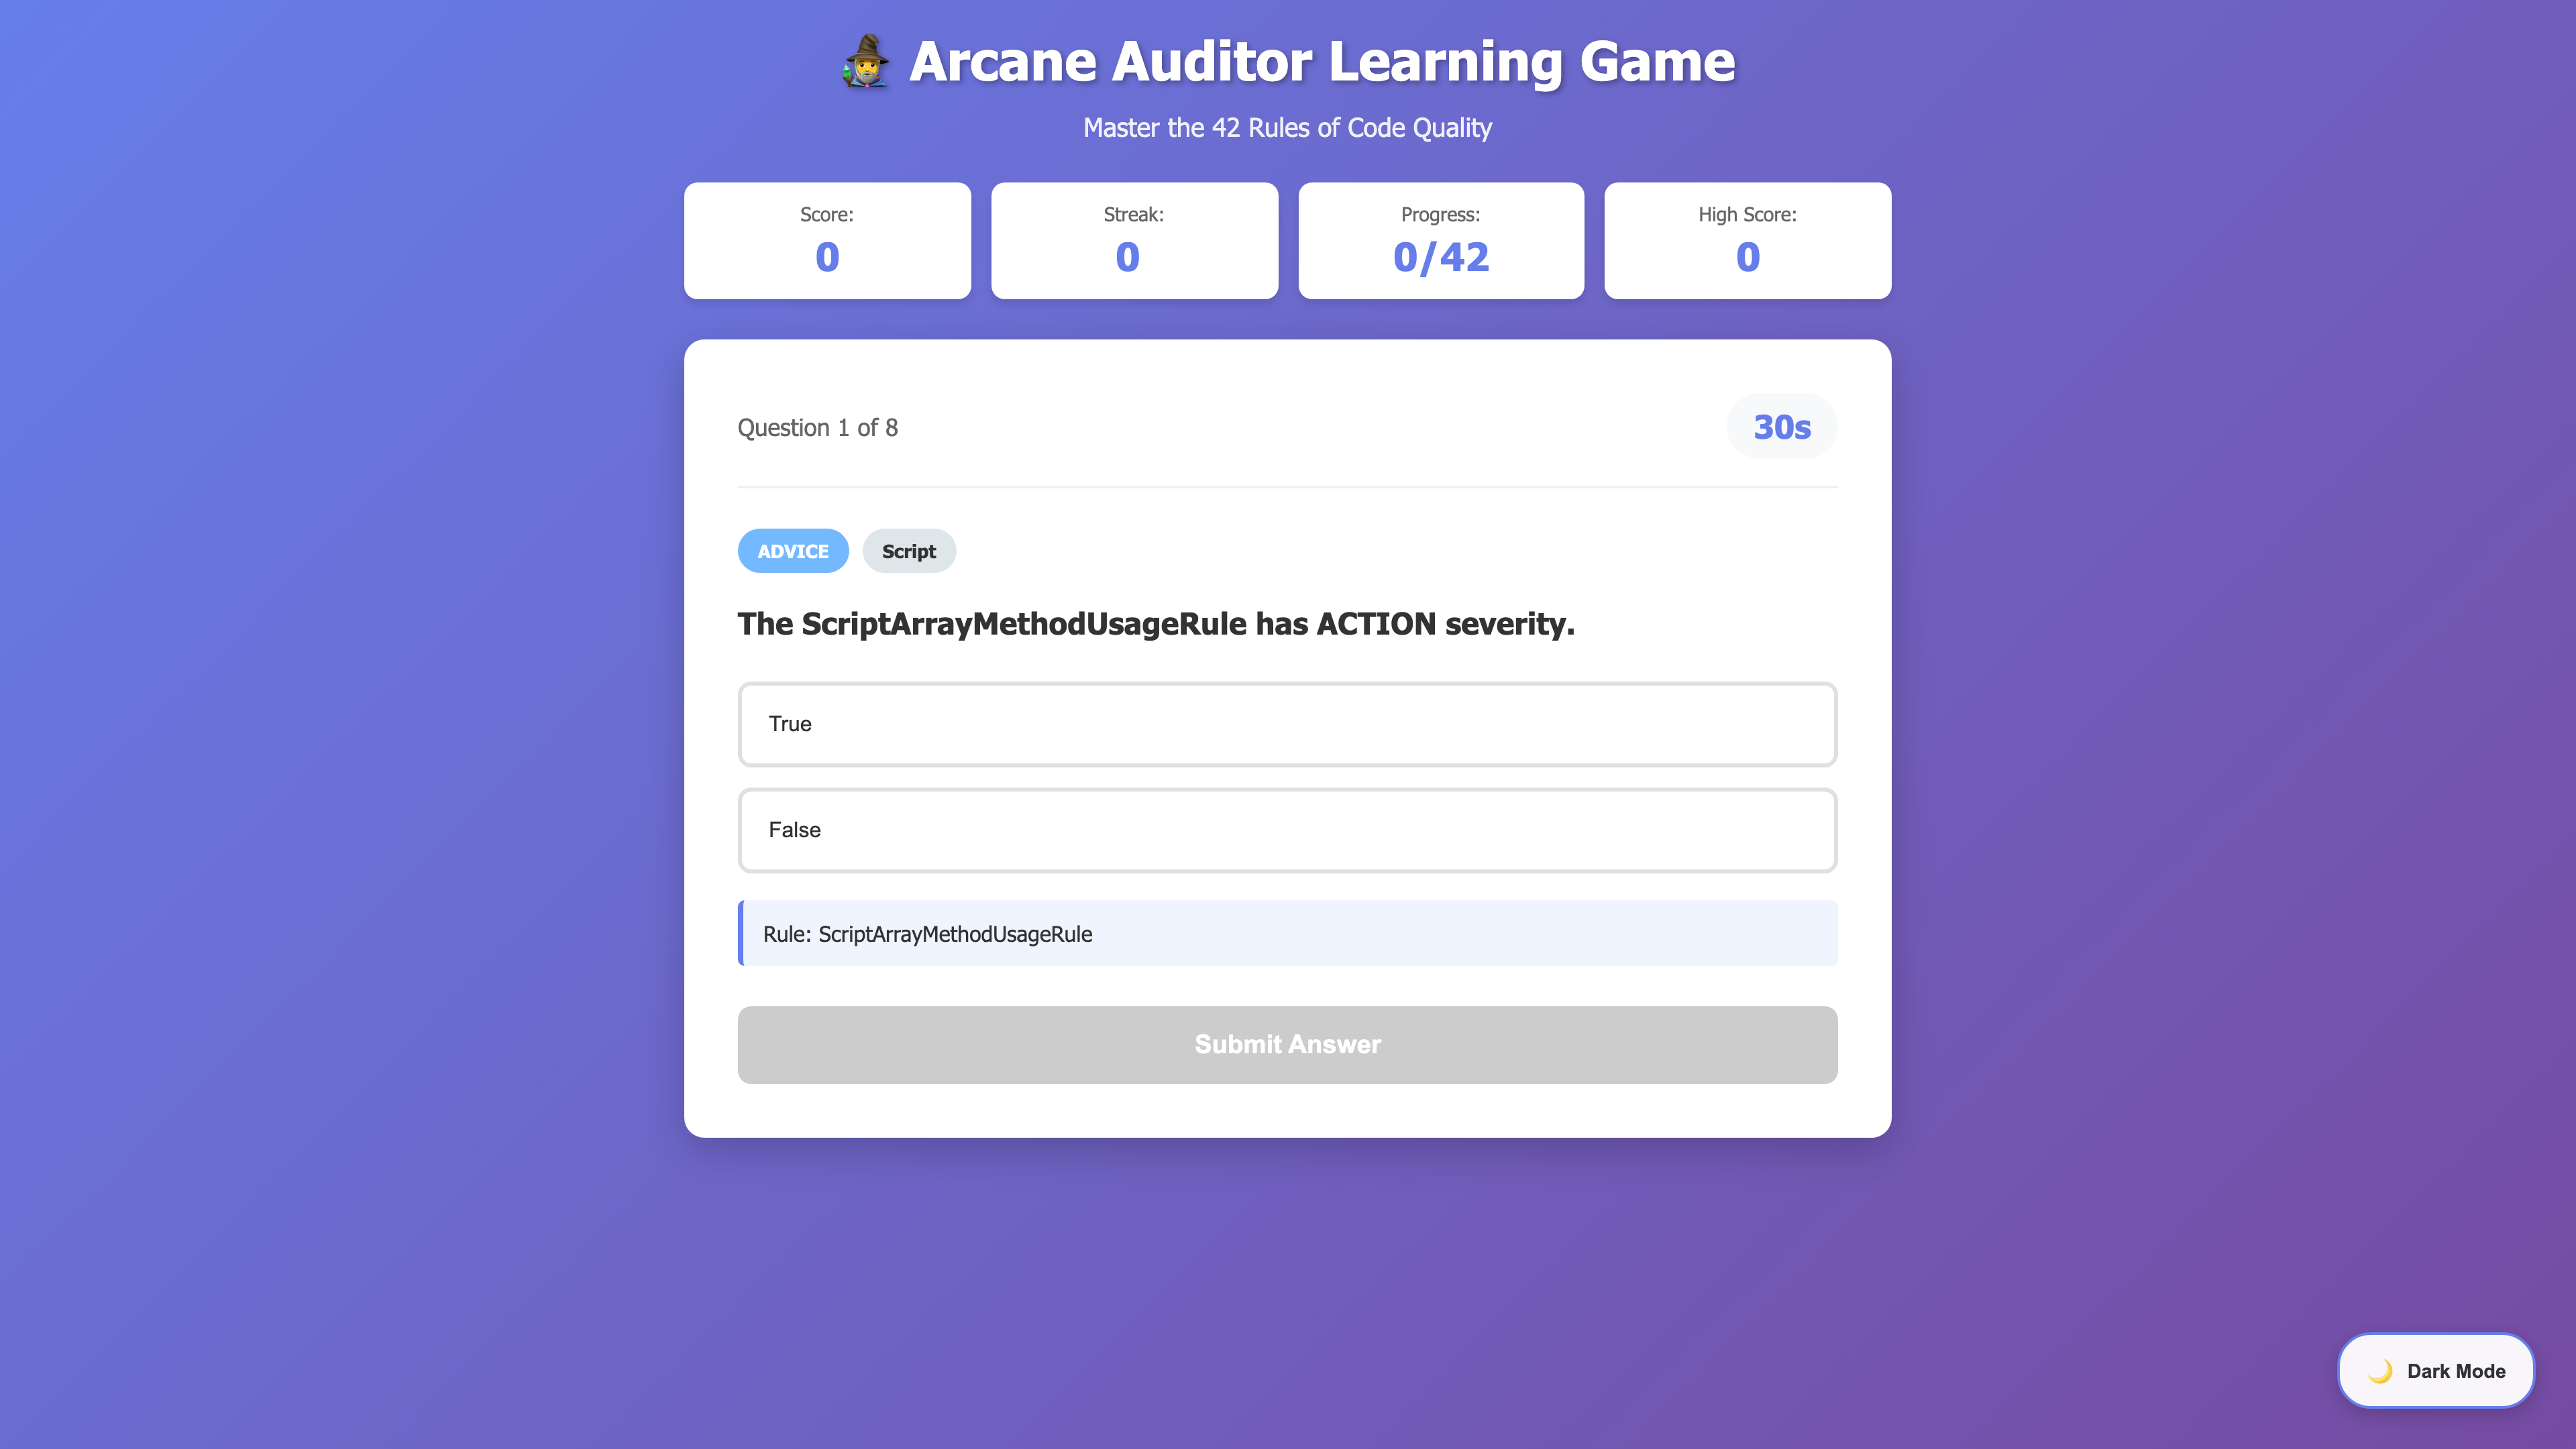 Arcane Auditor Learning Game
Master the 42 Rules of Code Quality
Score:
0
Streak:
0
Progress:
0/42
High Score:
0
Question 1 of 8
30s
ADVICE
Script
The ScriptArrayMethodUsageRule has ACTION severity.
True
False
Rule: ScriptArrayMethodUsageRule
Submit Answer
Dark Mode